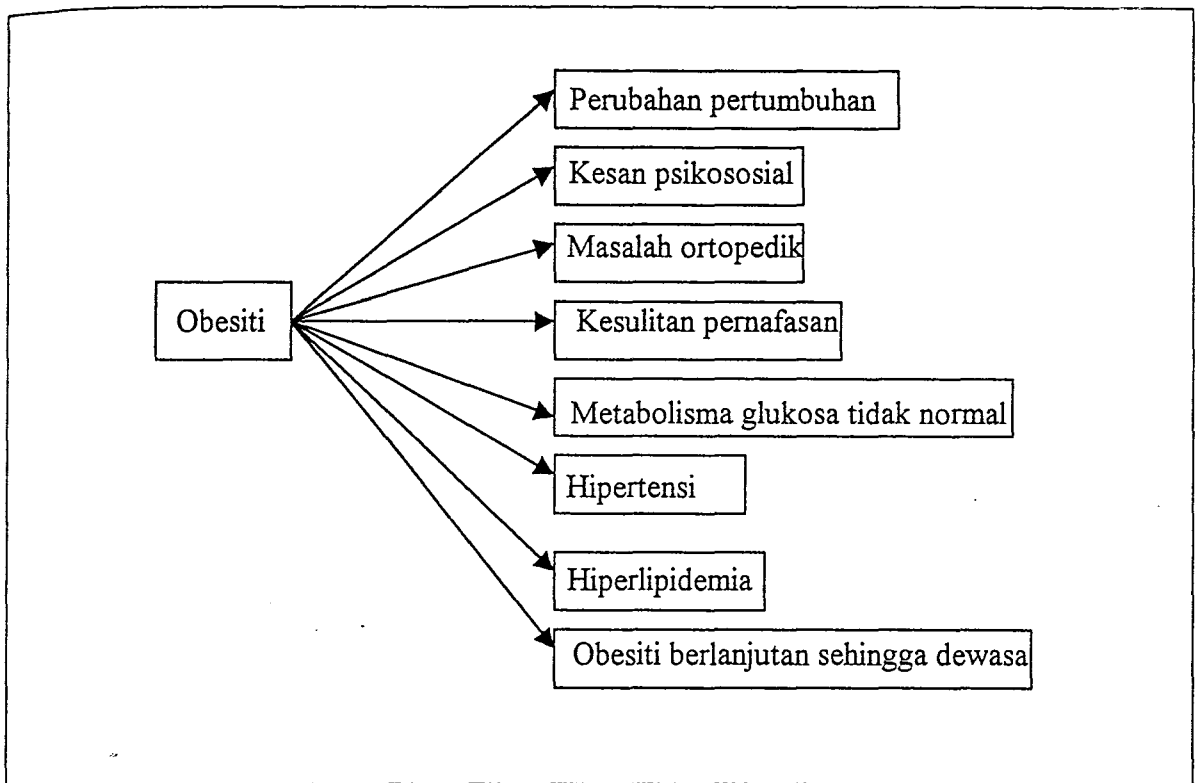 Perubahan pertumbuhan
Kesan psikososial
Masalah ortopedik
Obesiti
Kesulitan pernafasan
Metabolisma glukosa tidak normal
Hipertensi
Hiperlipidemia
Obesiti berlanjutan sehingga dewasa